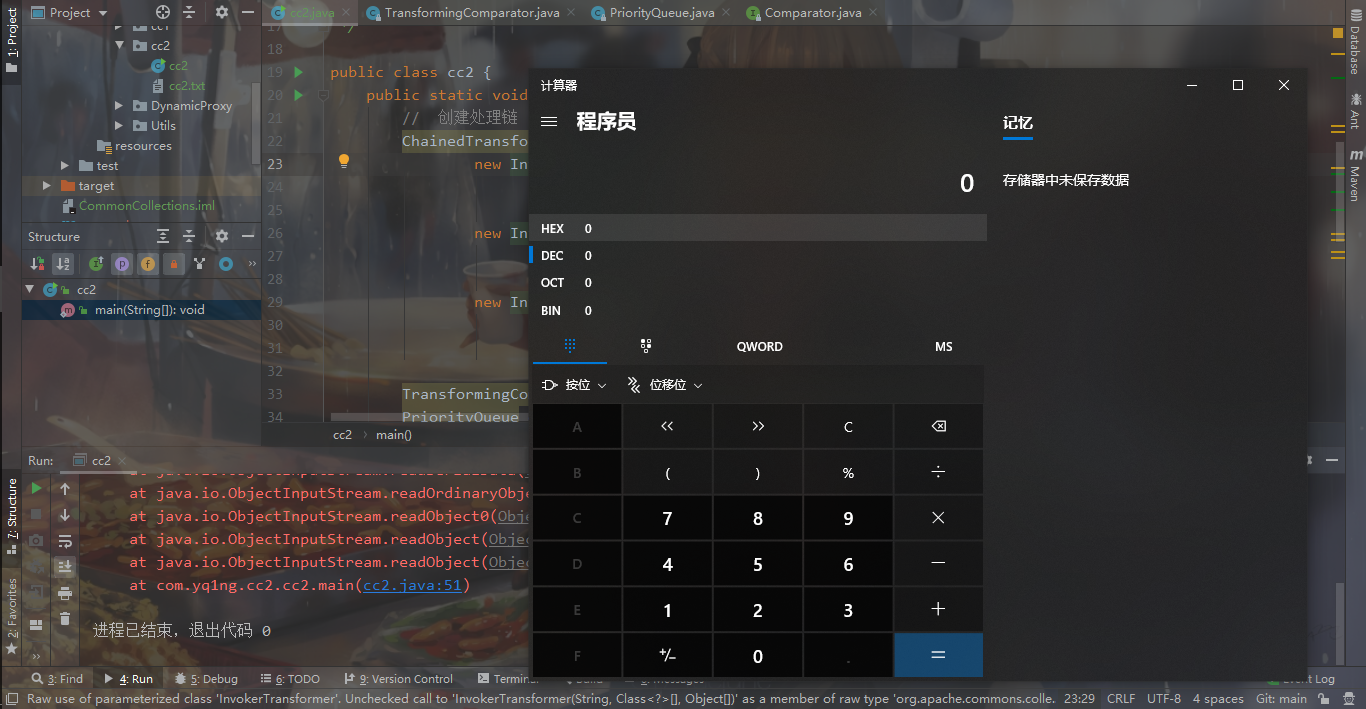 1: Project
Project
cc1
cc2
cc2
cc2.txt
DynamicProxy
Utils
resources
test
target
CommonCollections.iml
Structure
cc2
main(String[]): void
cc2.java
TransformingComparator.java
PriorityQueue.java
Comparator.java
17 */
18
19 public class cc2 {
20 public static void
21 // 创建处理链
22 ChainedTransfo
23 new In
24
25
26 new In
27
28
29 new In
30
31
32
33 TransformingCo
34 PriorityQueue
cc2 main()
计算器
程序员
0
HEX 0
DEC 0
OCT 0
BIN 0
QWORD
MS
按位
位移位
A << >> C
B ( ) % ÷
C 7 8 9 ×
D 4 5 6 −
E 1 2 3 +
F +/- 0 . =
记忆
存储器中未保存数据
Database
Ant
Maven
Run: cc2
at java.io.ObjectInputStream.readOrdinaryObje
at java.io.ObjectInputStream.readObject0(Obje
at java.io.ObjectInputStream.readObject(Objec
at java.io.ObjectInputStream.readObject(Objec
at com.yq1ng.cc2.cc2.main(cc2.java:51)
进程已结束，退出代码 0
7: Structure
2: Favorites
3: Find
4: Run
5: Debug
6: TODO
9: Version Control
Termin
Event Log
Raw use of parameterized class 'InvokerTransformer'. Unchecked call to 'InvokerTransformer(String, Class<?>[], Object[])' as a member of raw type 'org.apache.commons.colle. 23:29 CRLF UTF-8 4 spaces Git: main